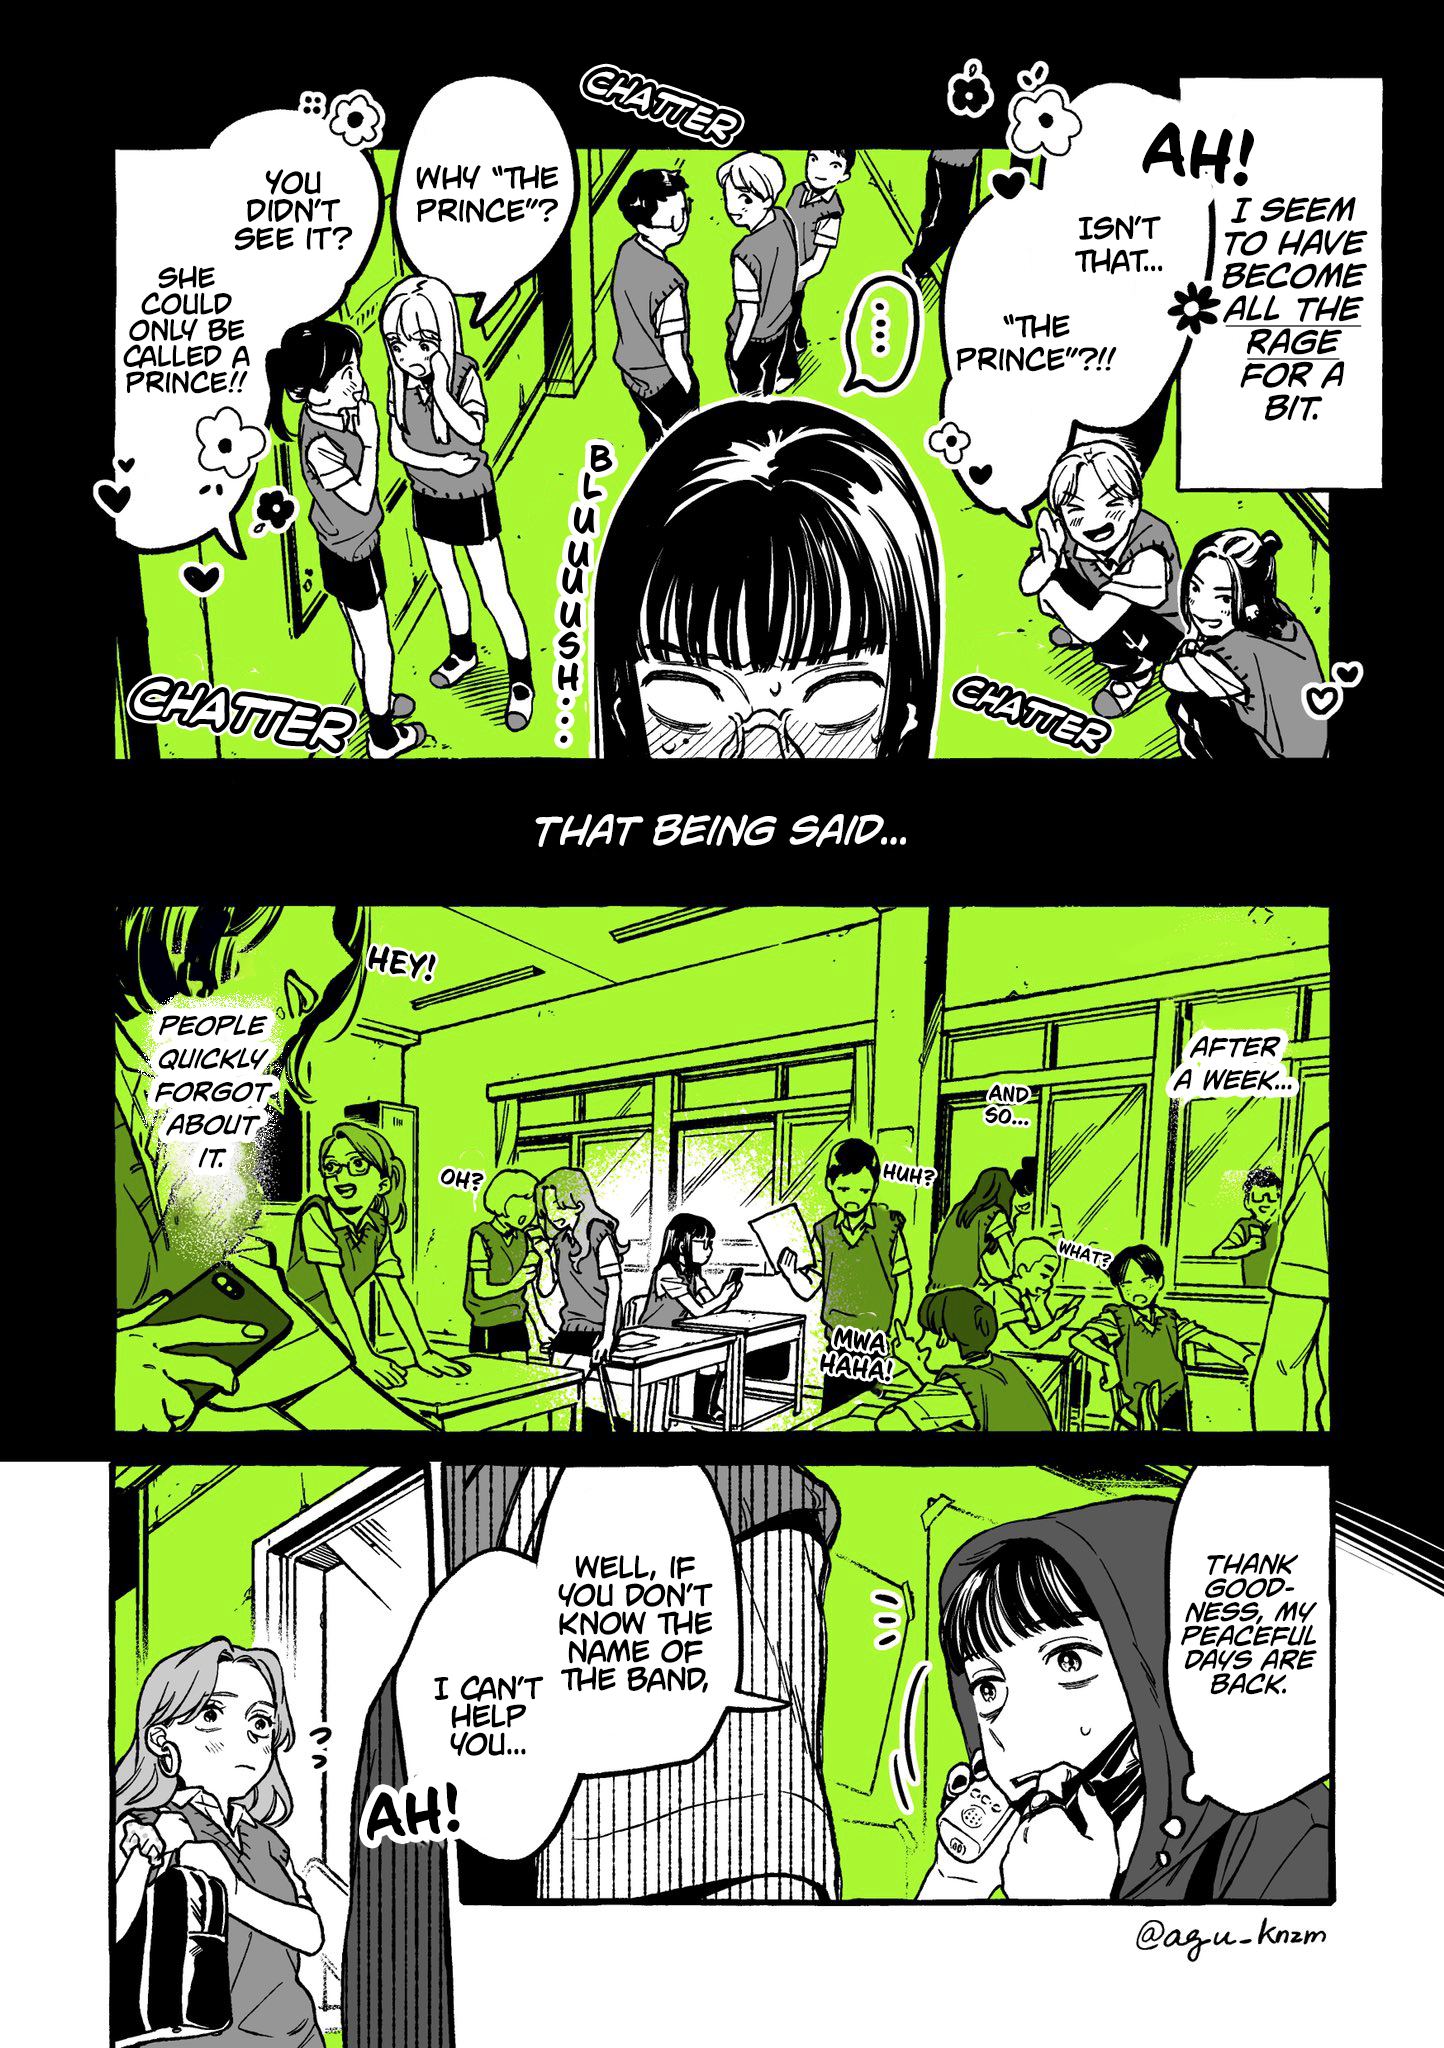 AH!
I SEEM
TO HAVE
BECOME
ALL THE
RAGE
FOR A
BIT.
ISN'T
THAT...
"THE
PRINCE"?!!
CHATTER
....
WHY "THE
PRINCE"?
YOU
DIDN'T
SEE IT?
SHE
COULD
ONLY BE
CALLED A
PRINCE!!
BLUUUUSH...
CHATTER
CHATTER
THAT BEING SAID...
AFTER
A WEEK...
AND
SO...
HUH?
WHAT?
MWA
HAHA!
OH?
HEY!
PEOPLE
QUICKLY
FORGOT
ABOUT
IT.
THANK
GOOD-
NESS, MY
PEACEFUL
DAYS ARE
BACK.
WELL, IF
YOU DON'T
KNOW THE
NAME OF
THE BAND,
I CAN'T
HELP
YOU...
AH!
@agu_knzm